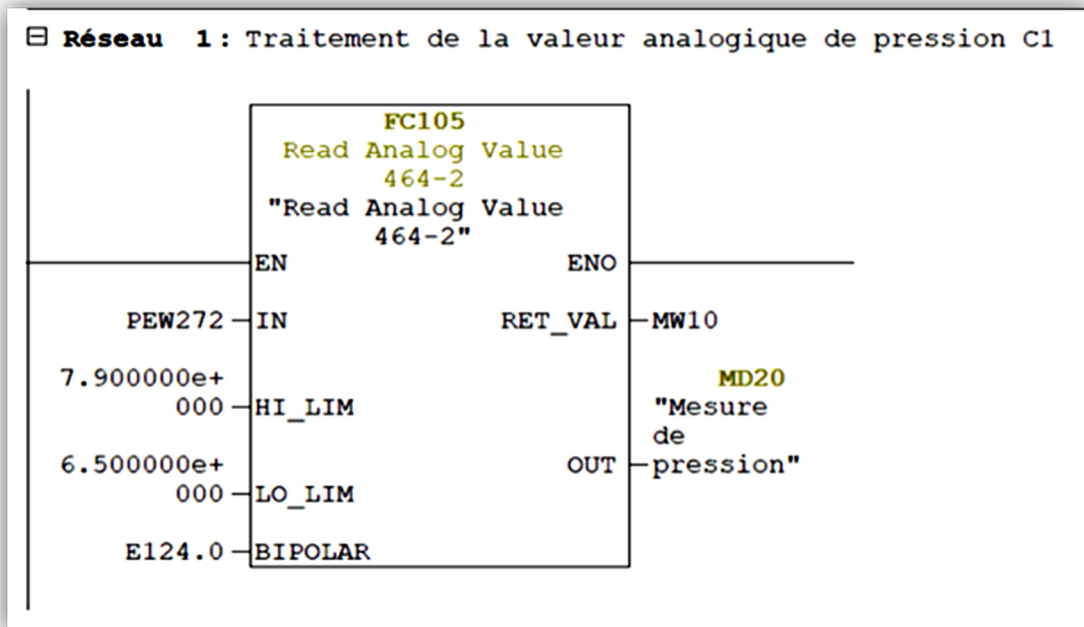 Réseau 1: Traitement de la valeur analogique de pression C1
FC105
Read Analog Value
464-2
"Read Analog Value
464-2"
EN ENO
PEW272 IN RET_VAL MW10
7.900000e+ MD20
000 HI_LIM "Mesure
de
6.500000e+ OUT pression"
000 LO_LIM
E124.0 BIPOLAR